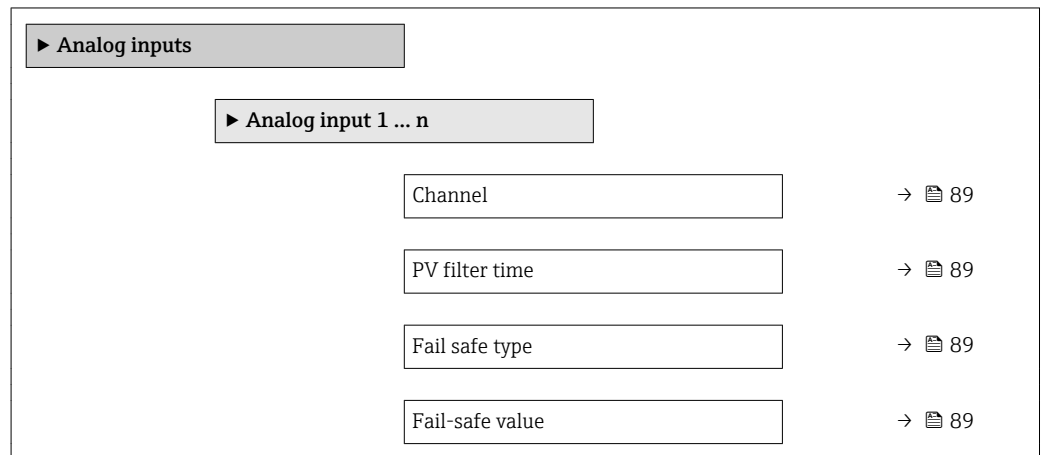 ▶ Analog inputs
▶ Analog input 1 ... n
Channel → 89
PV filter time → 89
Fail safe type → 89
Fail-safe value → 89